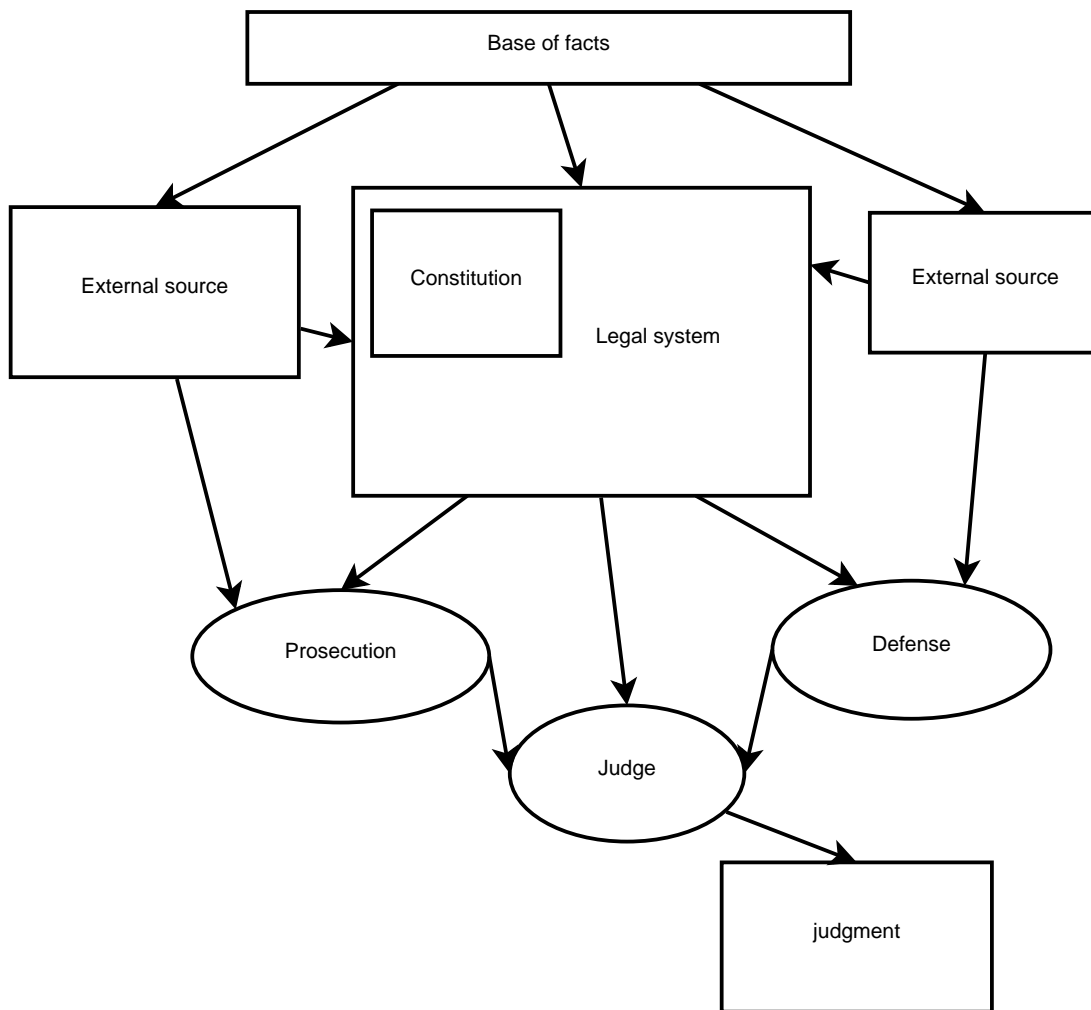 Base of facts
External source
Constitution
Legal system
External source
Prosecution
Defense
Judge
judgment